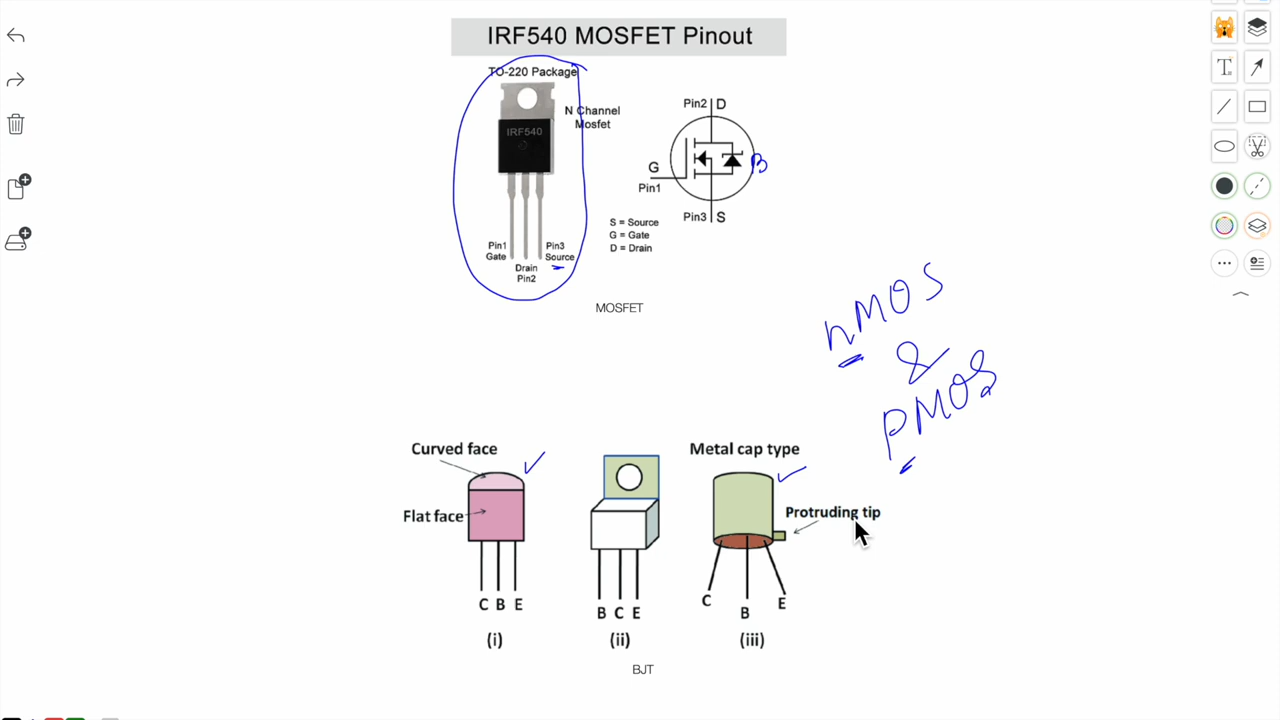 IRF540 MOSFET Pinout
TO-220 Package
N Channel
Mosfet
IRF540
Pin1
Gate
Drain
Pin2
Pin3
Source
Pin2 D
G
Pin1
Pin3 S
B
S = Source
G = Gate
D = Drain
MOSFET
nMOS
&
pMOS
Curved face
Flat face
C B E
(i)
B C E
(ii)
Metal cap type
Protruding tip
C
B
E
(iii)
BJT
T